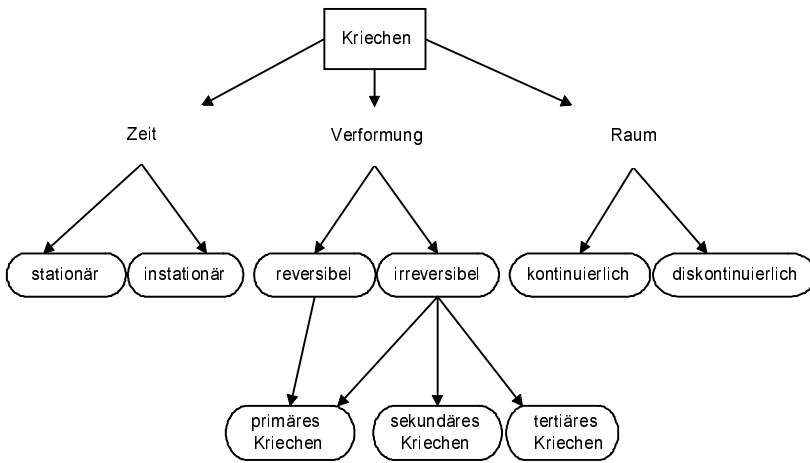 Kriechen
Zeit
Verformung
Raum
stationär
instationär
reversibel
irreversibel
kontinuierlich
diskontinuierlich
primäres
Kriechen
sekundäres
Kriechen
tertiäres
Kriechen